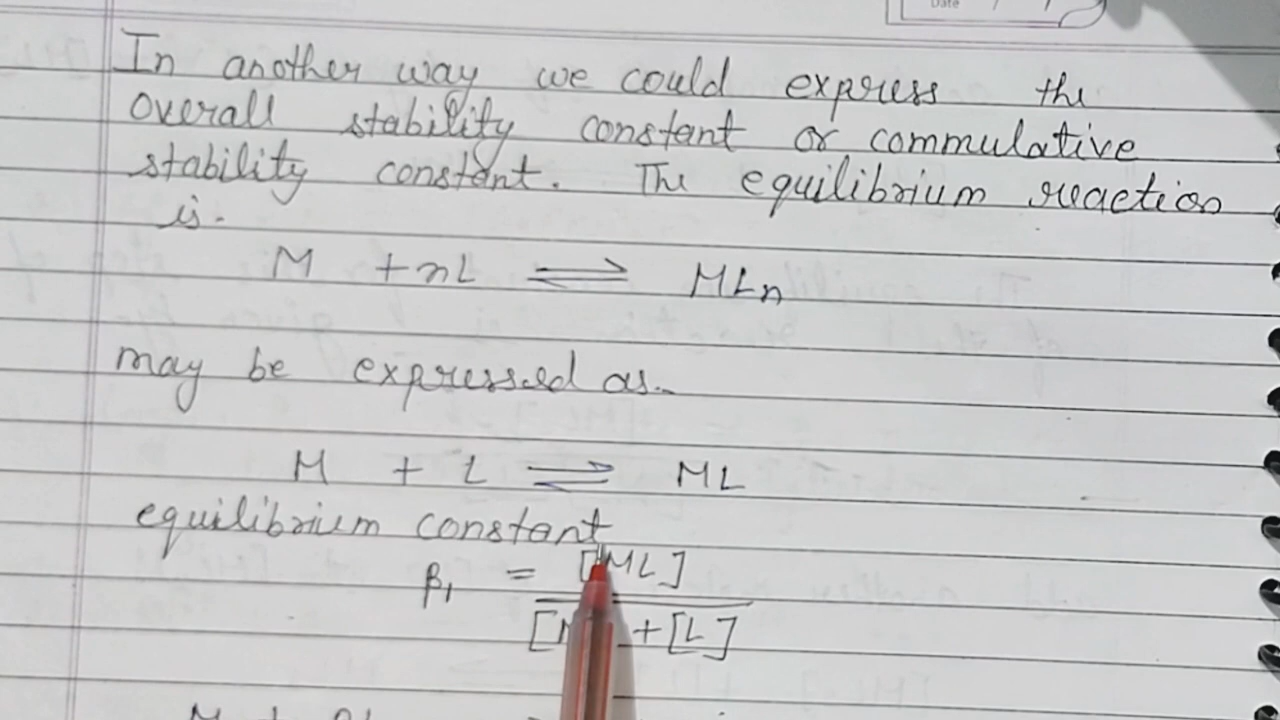 Date / /
In another way we could express the
overall stability constant or commulative
stability constant. The equilibrium reaction
is.
M + nL ⇌ MLn
may be expressed as..
M + L ⇌ ML
equilibrium constant
β1 = [ML]
[M] + [L]